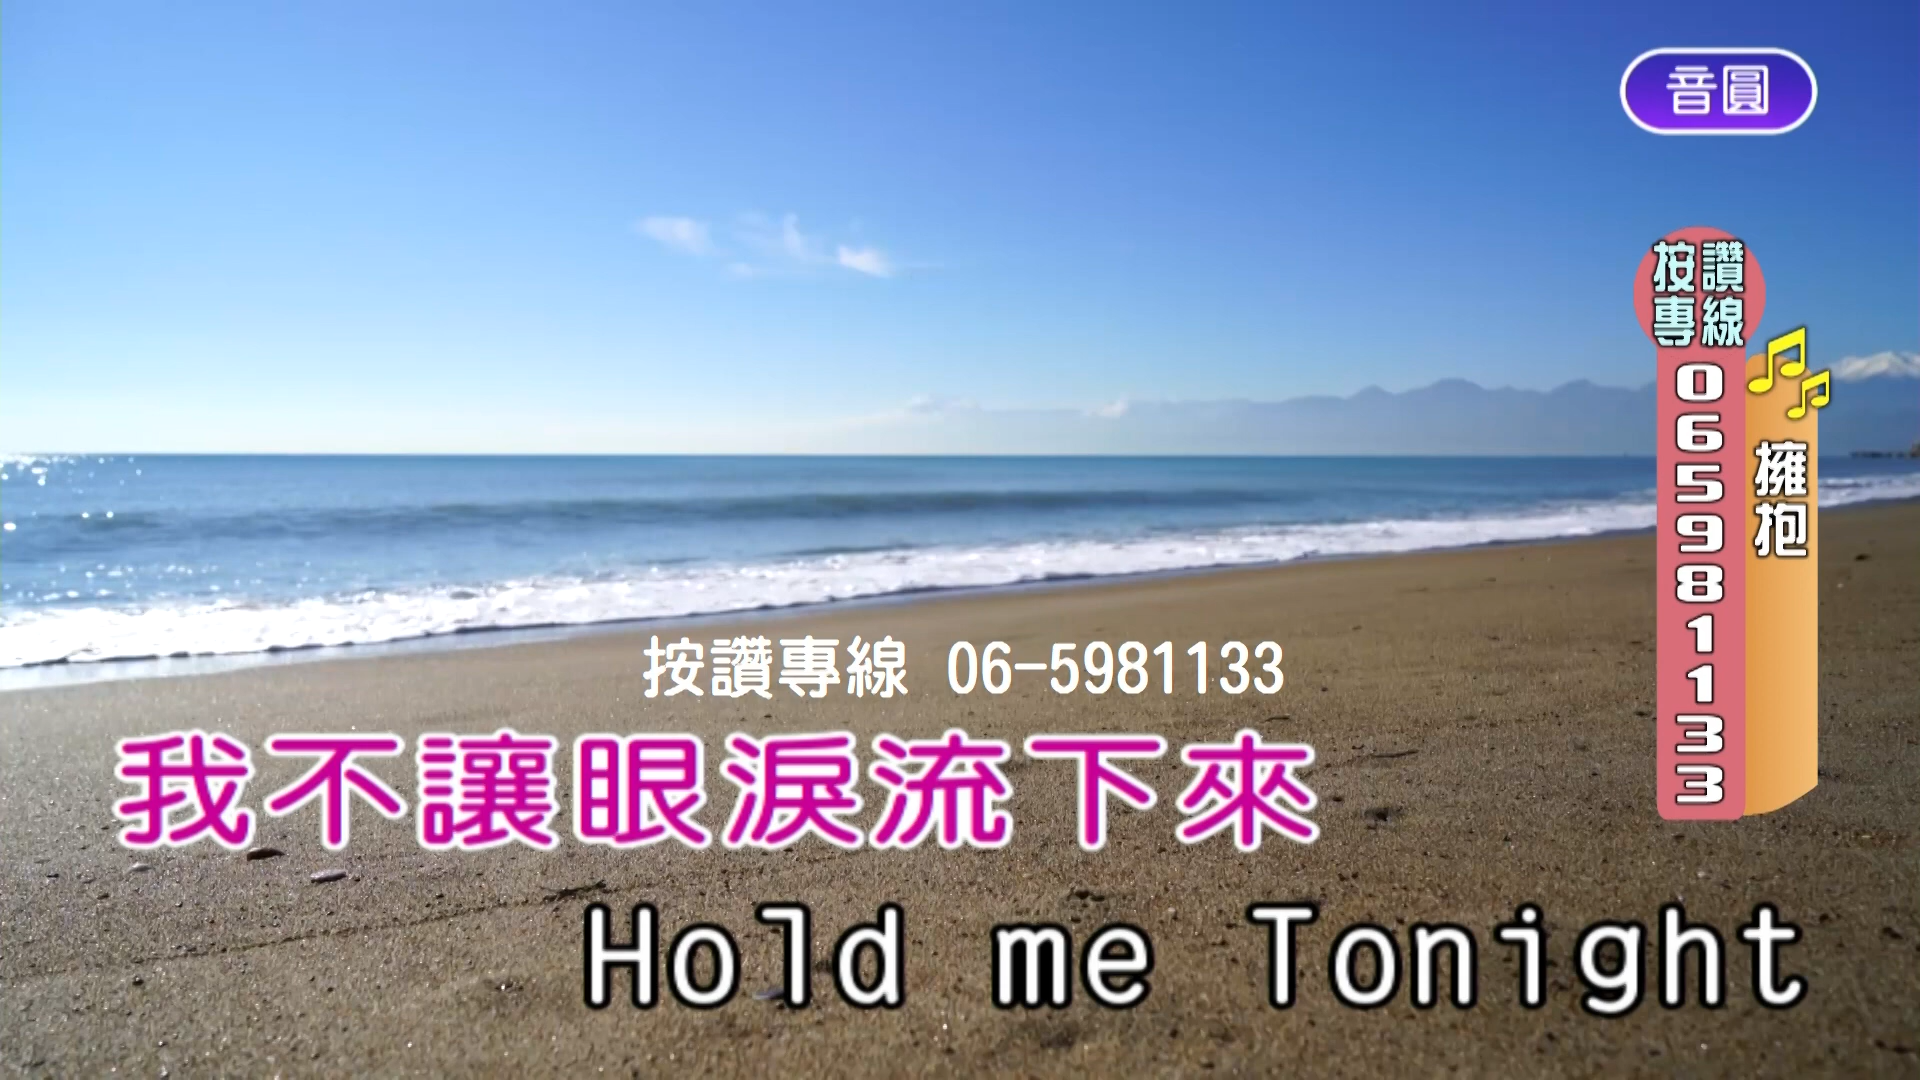 音圓
按讚
專線
065981133
擁抱
按讚專線 06-5981133
我不讓眼淚流下來
Hold me Tonight